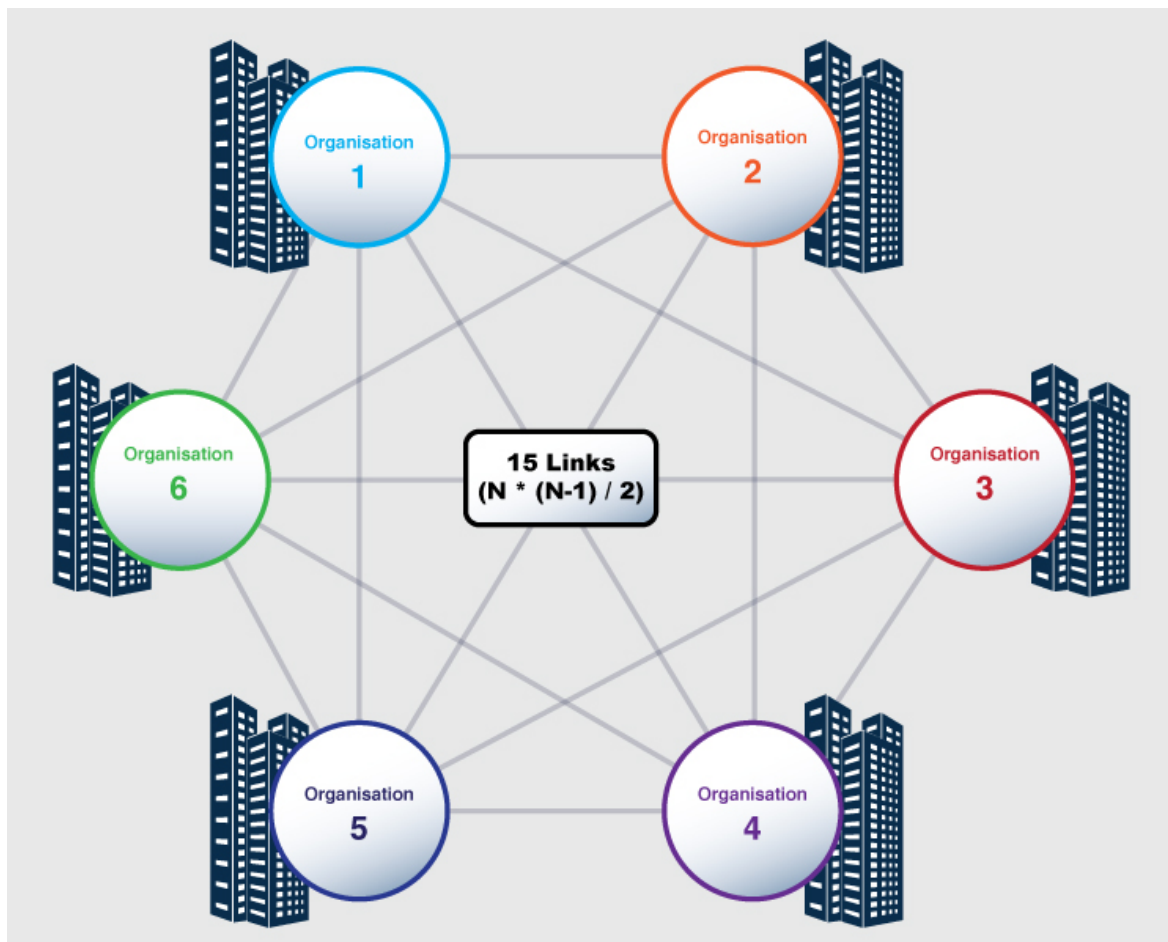 Organisation
1
Organisation
2
Organisation
6
15 Links
(N * (N-1) / 2)
Organisation
3
Organisation
5
Organisation
4